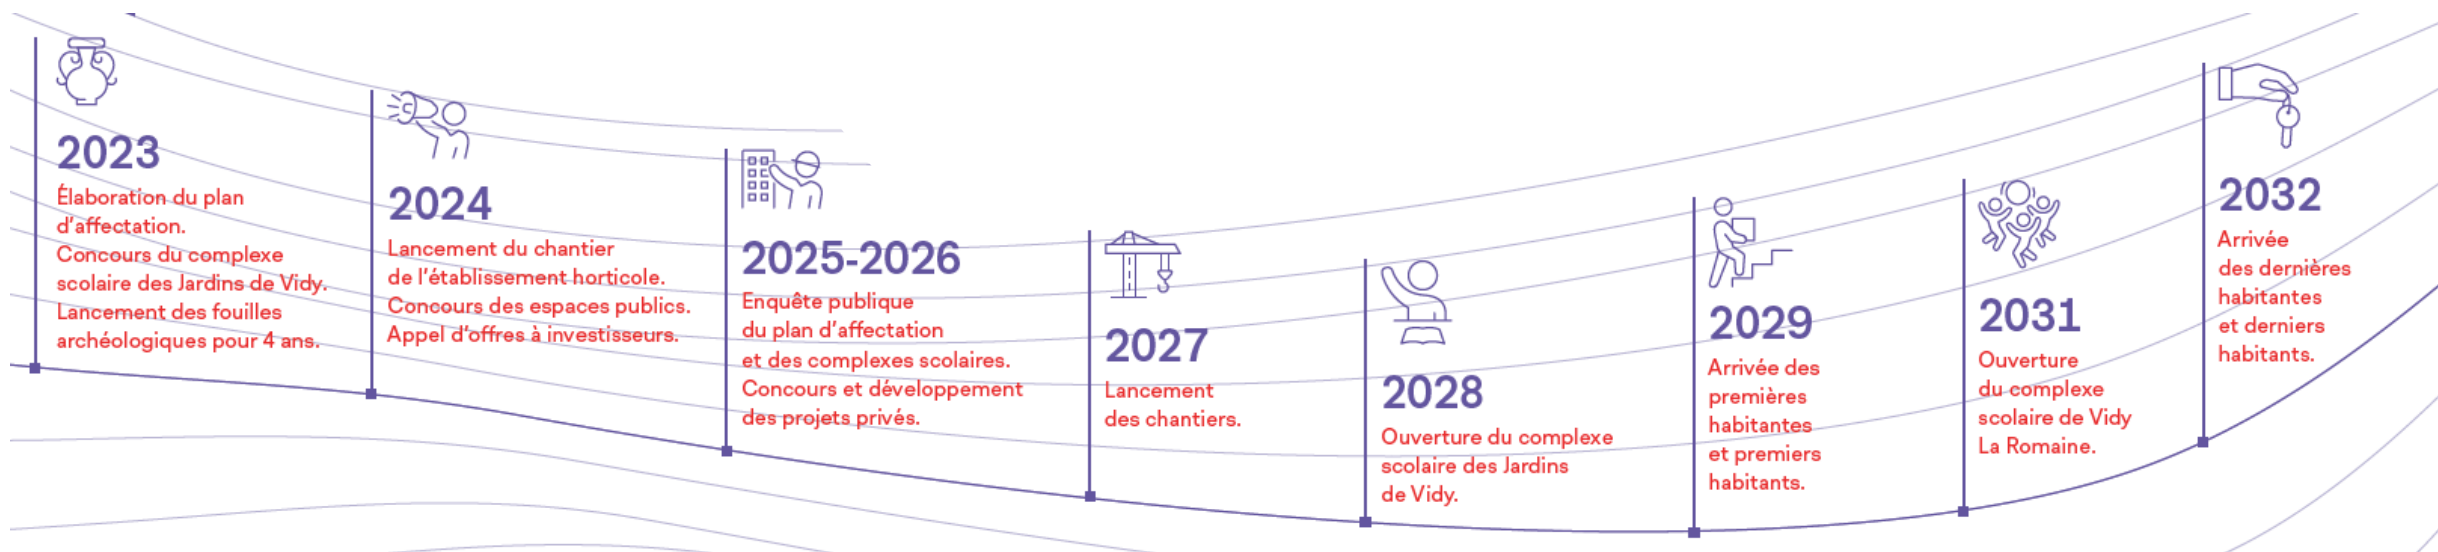 2023
Élaboration du plan
d'affectation.
Concours du complexe
scolaire des Jardins de Vidy.
Lancement des fouilles
archéologiques pour 4 ans.
2024
Lancement du chantier
de l'établissement horticole.
Concours des espaces publics.
Appel d'offres à investisseurs.
2025-2026
Enquête publique
du plan d'affectation
et des complexes scolaires.
Concours et développement
des projets privés.
2027
Lancement
des chantiers.
2028
Ouverture du complexe
scolaire des Jardins
de Vidy.
2029
Arrivée des
premières
habitantes
et premiers
habitants.
2031
Ouverture
du complexe
scolaire de Vidy
La Romaine.
2032
Arrivée
des dernières
habitantes
et derniers
habitants.